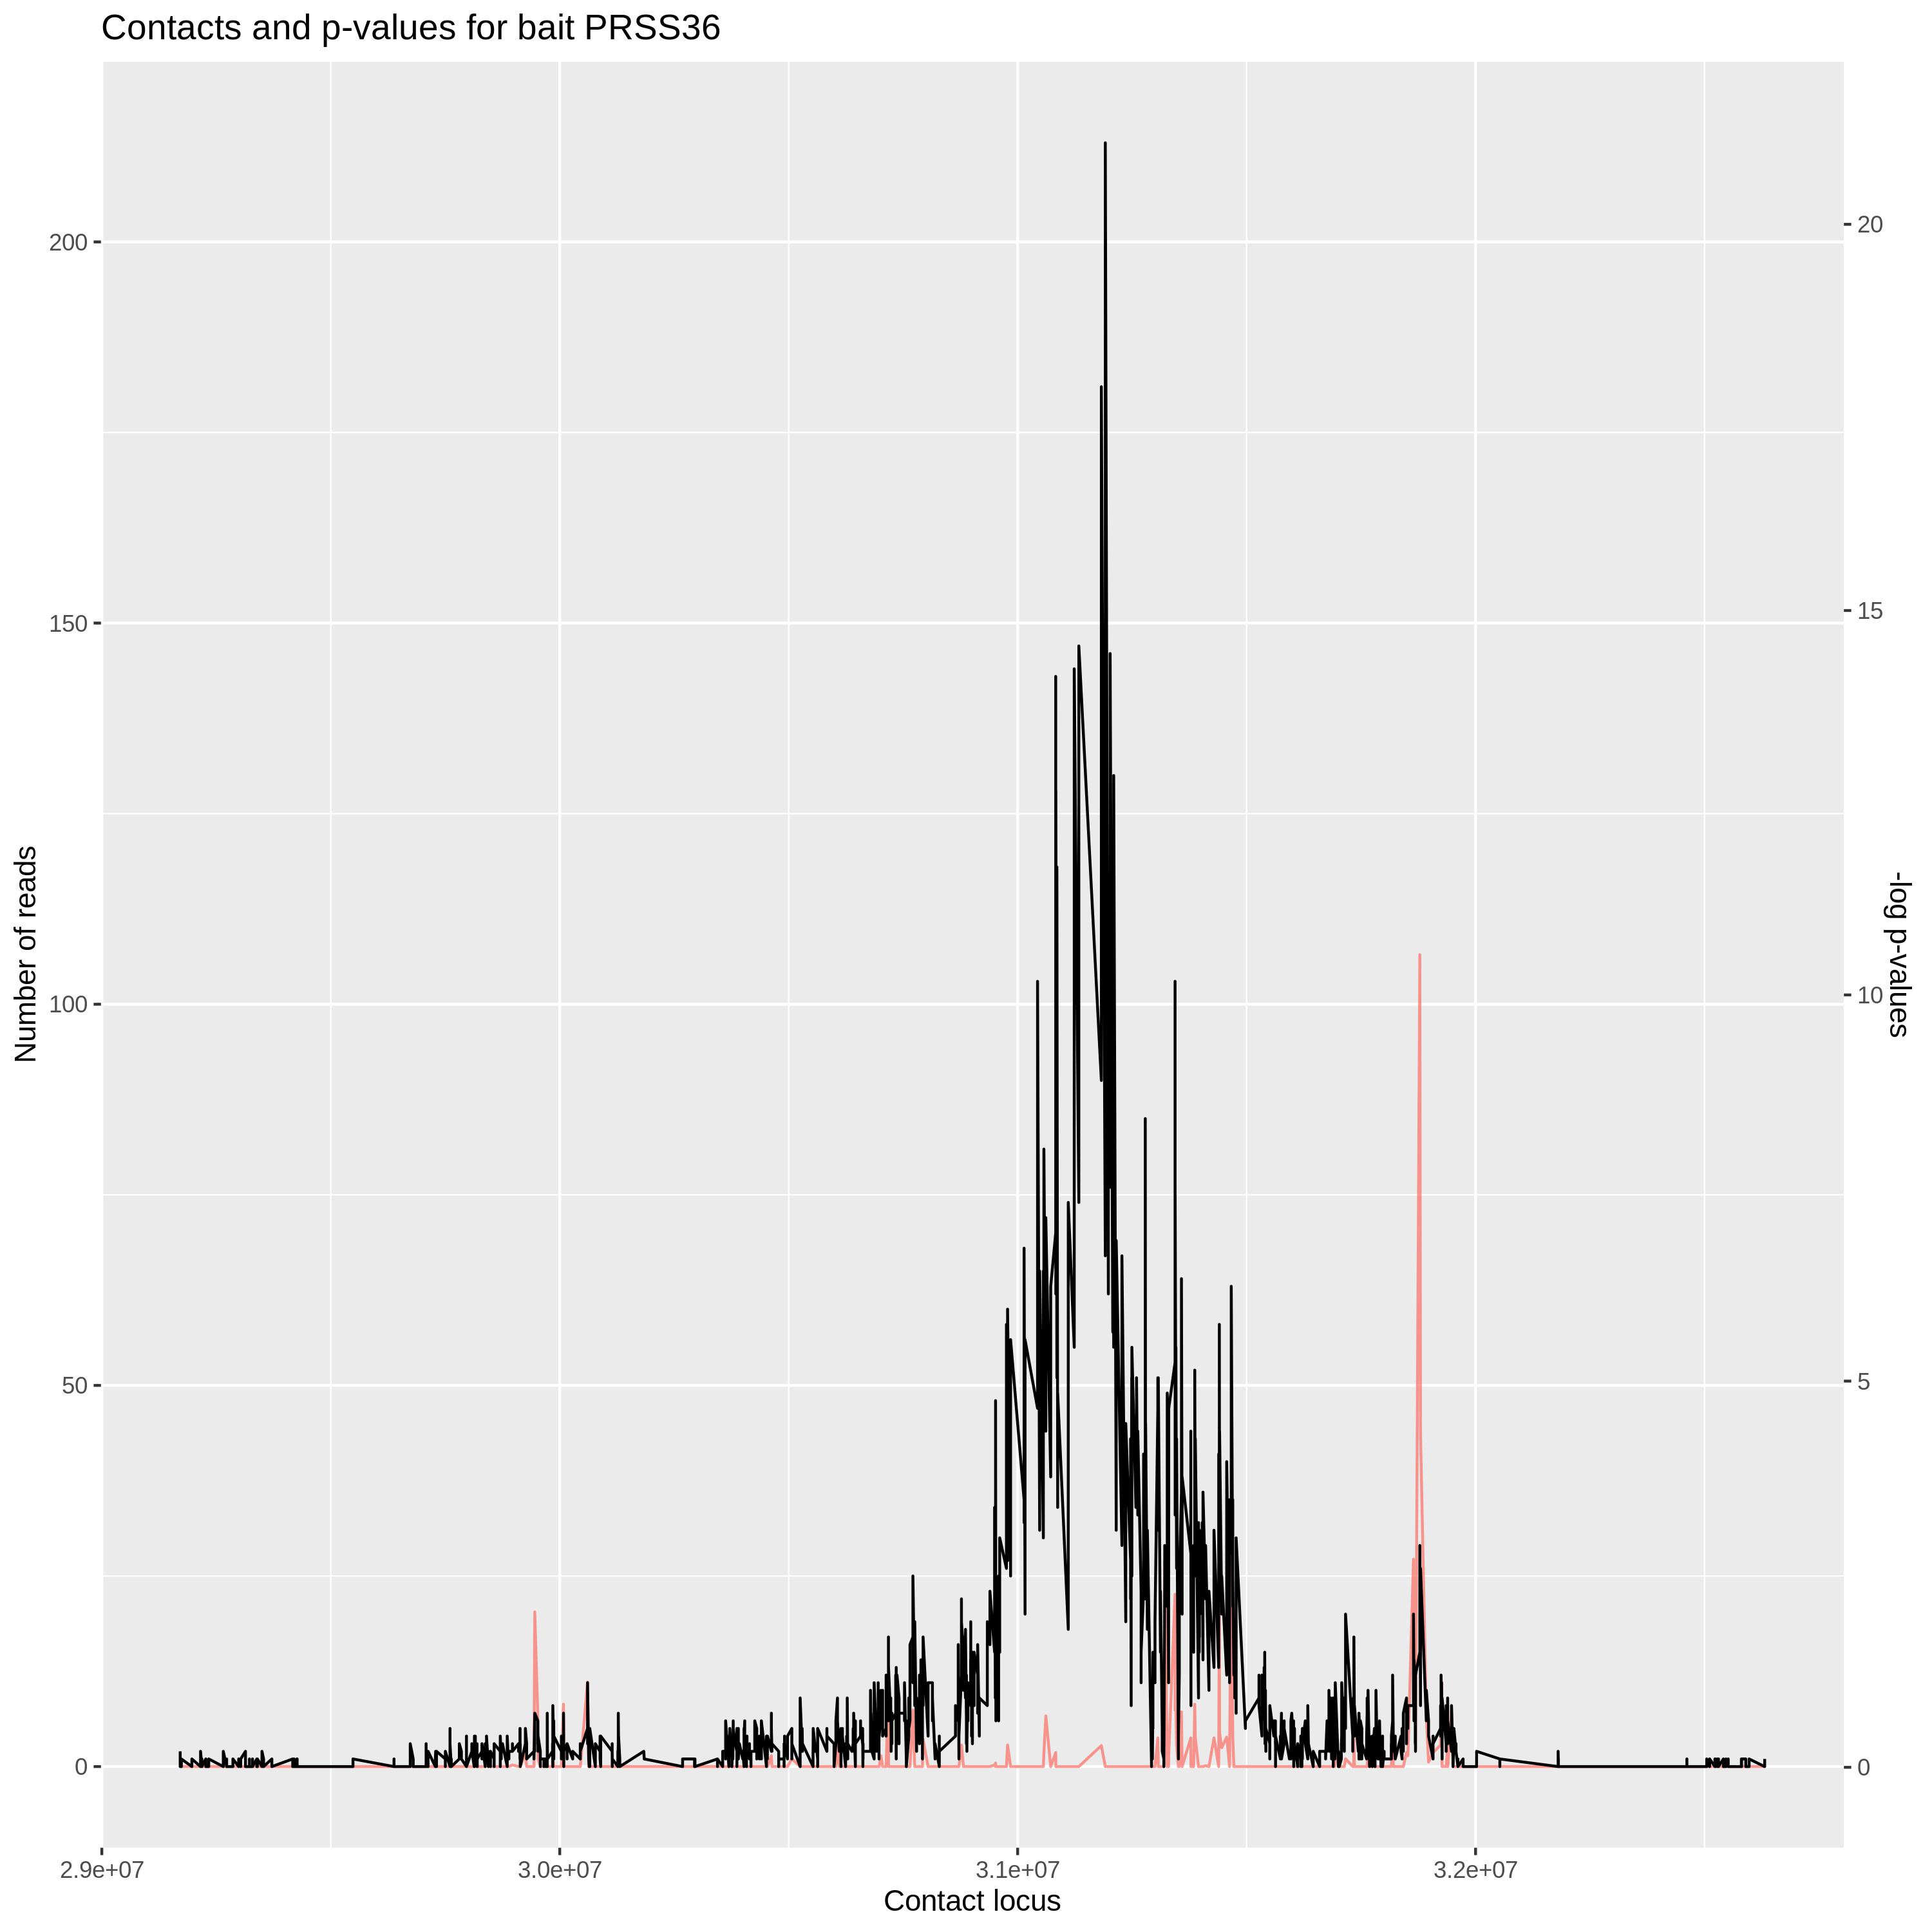 Contacts and p-values for bait PRSS36
200
150
100
50
0
Number of reads
20
15
10
5
0
-log p-values
2.9e+07
3.0e+07
3.1e+07
3.2e+07
Contact locus